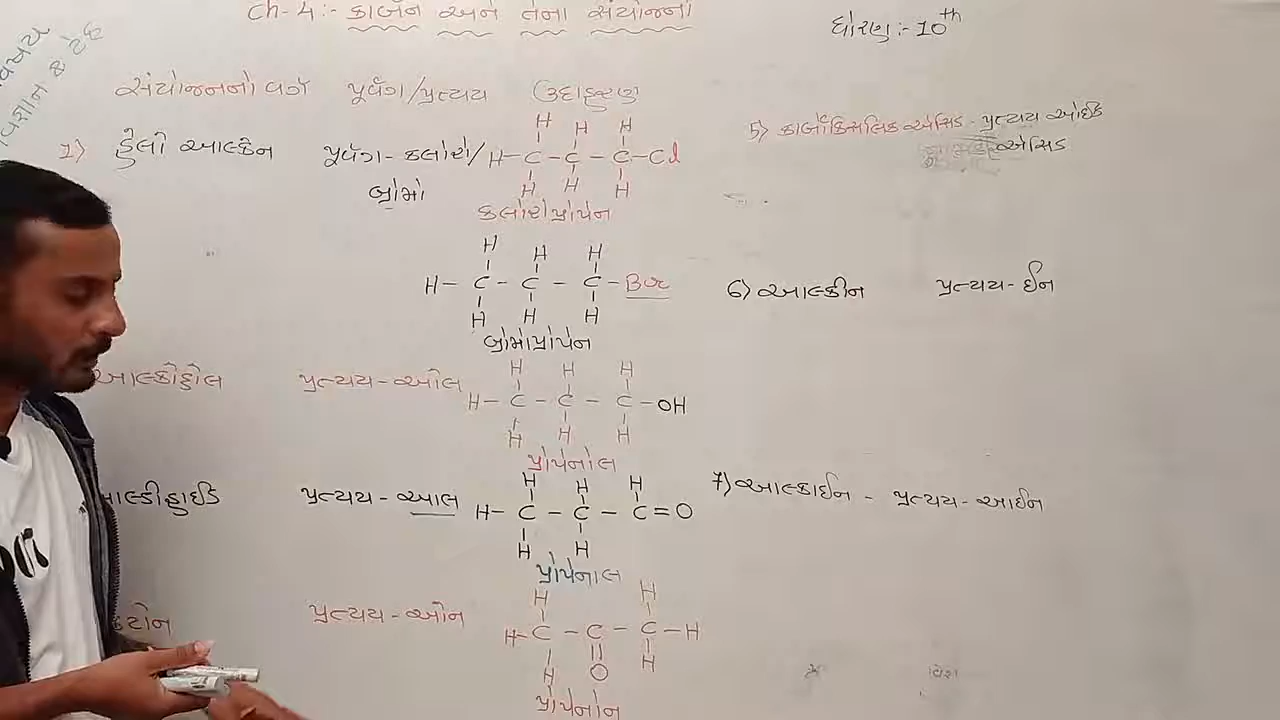 Ch-4:- કાર્બન અને તેના સંયોજનો
ધોરણ:- 10th
વિજ્ઞાન & ટેક
સંયોજનનો વર્ગ પૂર્વગ/પ્રત્યય ઉદાહરણ
1) હેલો આલ્કેન પૂર્વગ- ક્લોરો/
બ્રોમો
H H H
H-C-C-C-Cl
H H H
ક્લોરોપ્રોપેન
H H H
H-C-C-C-Br
H H H
બ્રોમોપ્રોપેન
આલ્કોહોલ પ્રત્યય-ઓલ
H H H
H-C-C-C-OH
H H H
પ્રોપેનોલ
આલ્ડીહાઈડ પ્રત્યય-આલ
H H H
H-C-C-C=O
H H
પ્રોપેનાલ
કીટોન પ્રત્યય-ઓન
H H
H-C-C-C-H
H O H
પ્રોપેનોન
5) કાર્બોક્સિલિક એસિડ-પ્રત્યય ઓઈક
એસિડ
6) આલ્કીન પ્રત્યય-ઈન
7) આલ્કાઈન - પ્રત્યય-આઈન